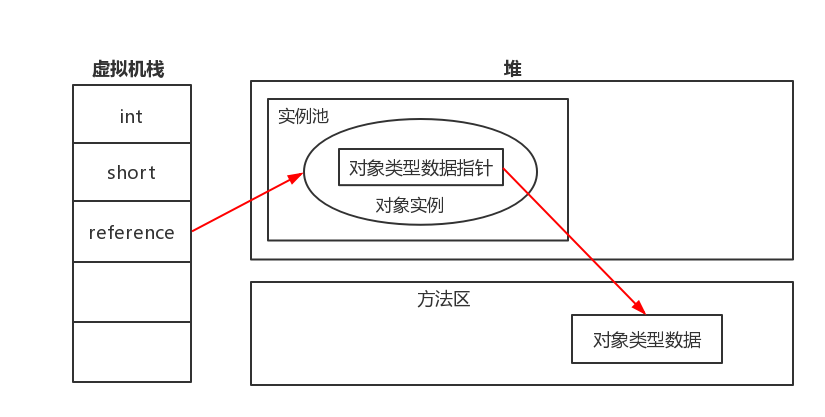 虚拟机栈
int
short
reference
堆
实例池
对象类型数据指针
对象实例
方法区
对象类型数据